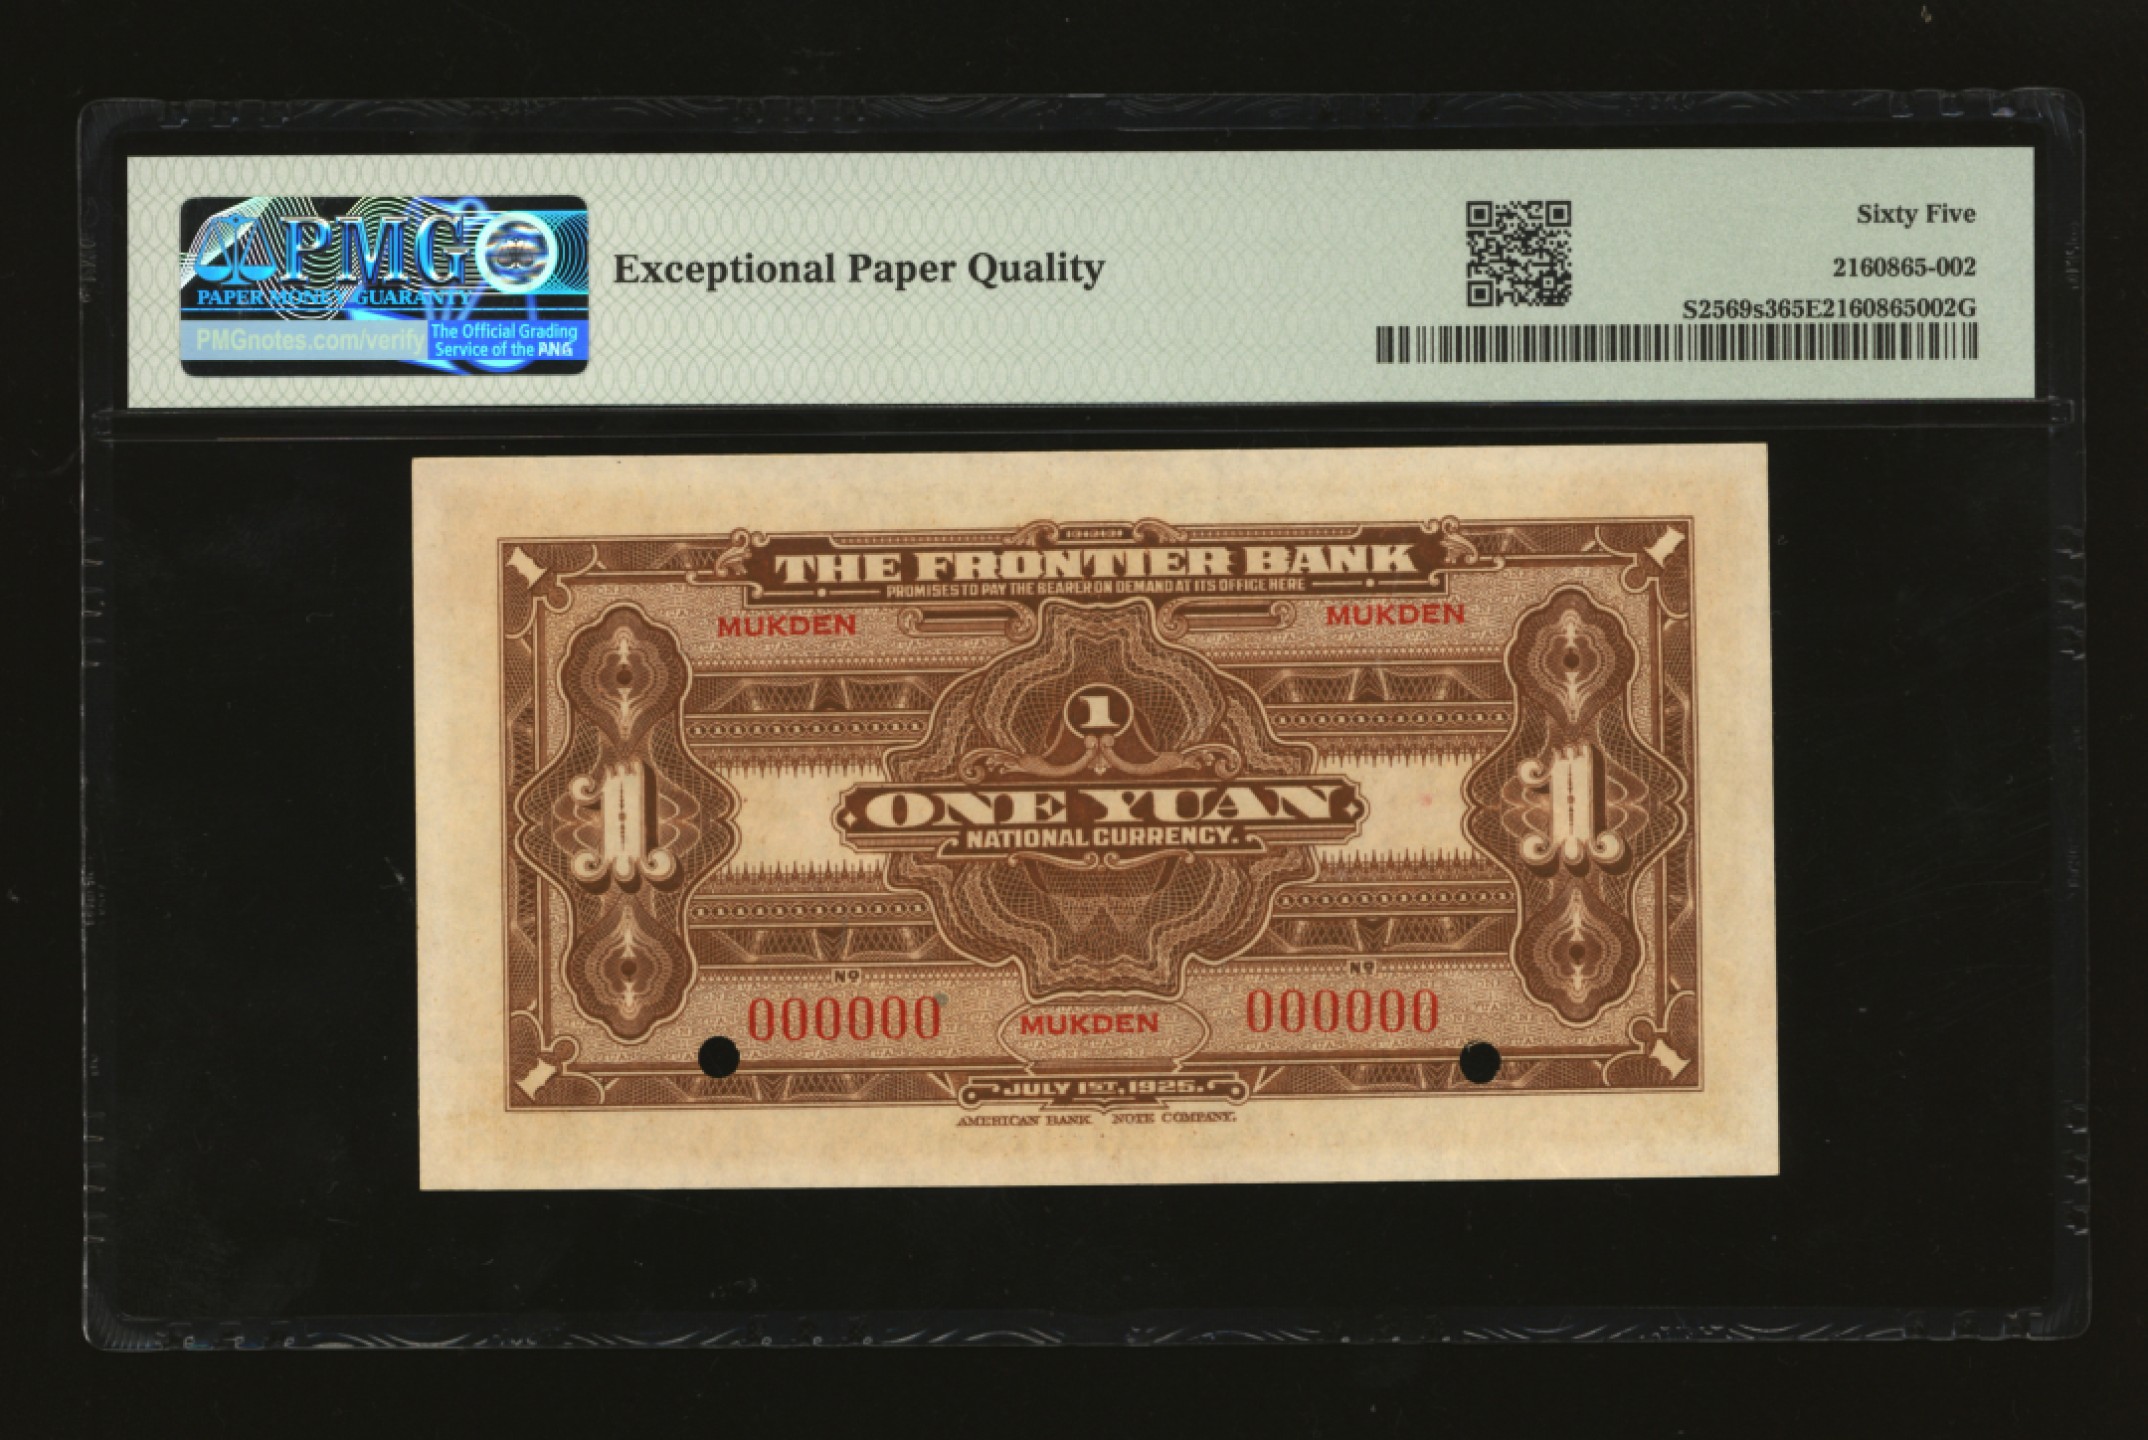 PMG
PAPER MONEY GUARANTY
PMGnotes.com/verify
The Official Grading
Service of the PNG
Exceptional Paper Quality
Sixty Five
2160865-002
S2569s365E2160865002G
1
1
THE FRONTIER BANK
PROMISES TO PAY THE BEARER ON DEMAND AT ITS OFFICE HERE
MUKDEN
MUKDEN
1
1
1
ONE YUAN
NATIONAL CURRENCY.
Nº
Nº
000000
000000
MUKDEN
1
1
JULY 1ST, 1925.
AMERICAN BANK NOTE COMPANY.